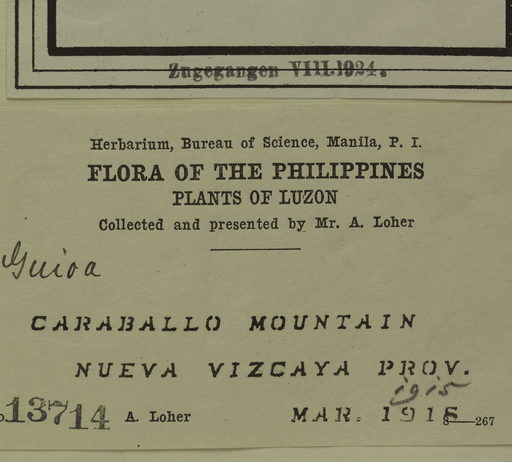 Zugegangen VIII.1924.
Herbarium, Bureau of Science, Manila, P. I.
FLORA OF THE PHILIPPINES
PLANTS OF LUZON
Collected and presented by Mr. A. Loher
Guioa
CARABALLO MOUNTAIN
NUEVA VIZCAYA PROV.
1915
13714 A. Loher MAR. 1915 8—267